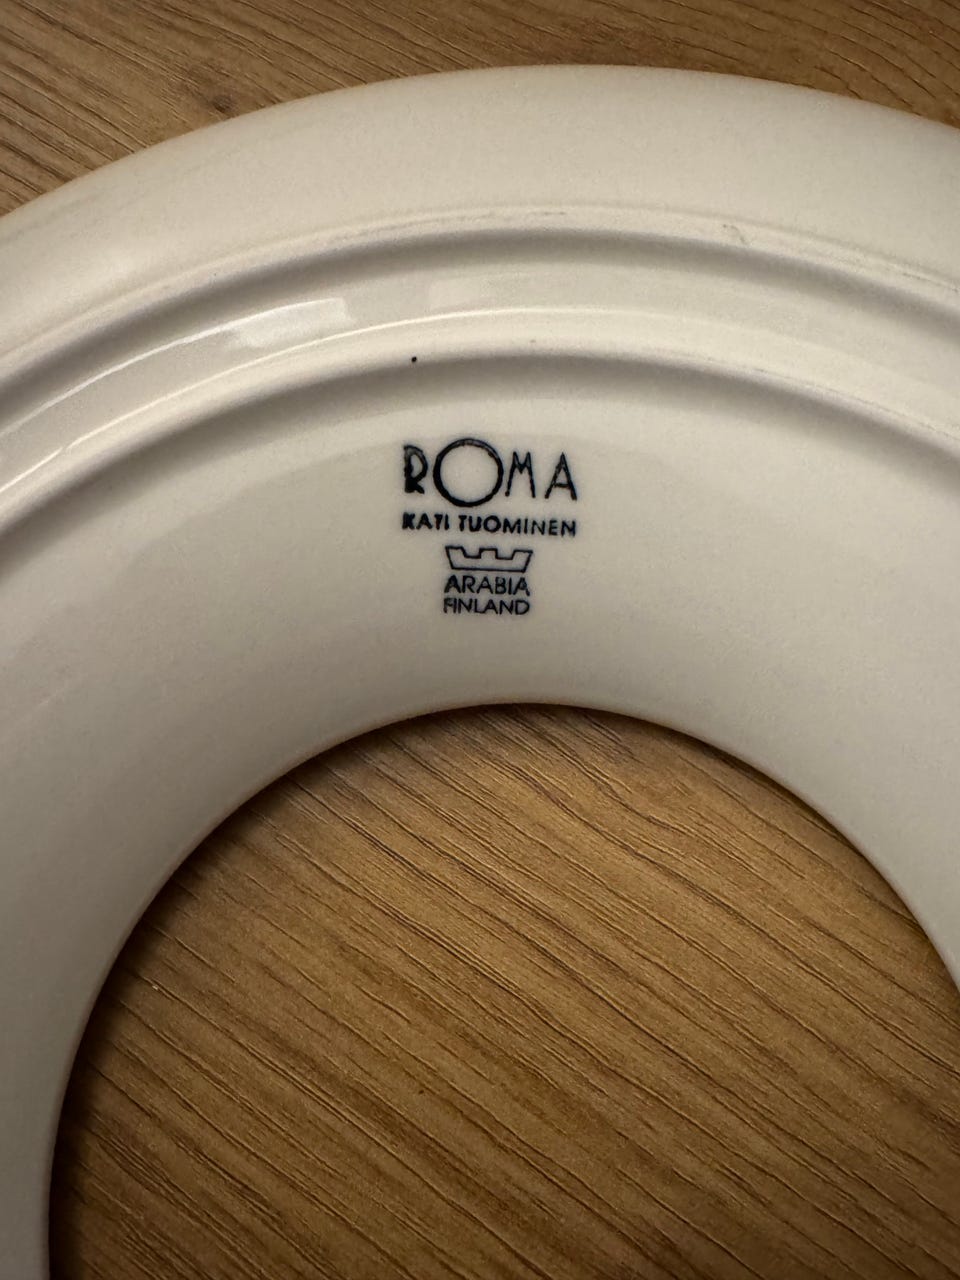 ROMA
KATI TUOMINEN
ARABIA
FINLAND